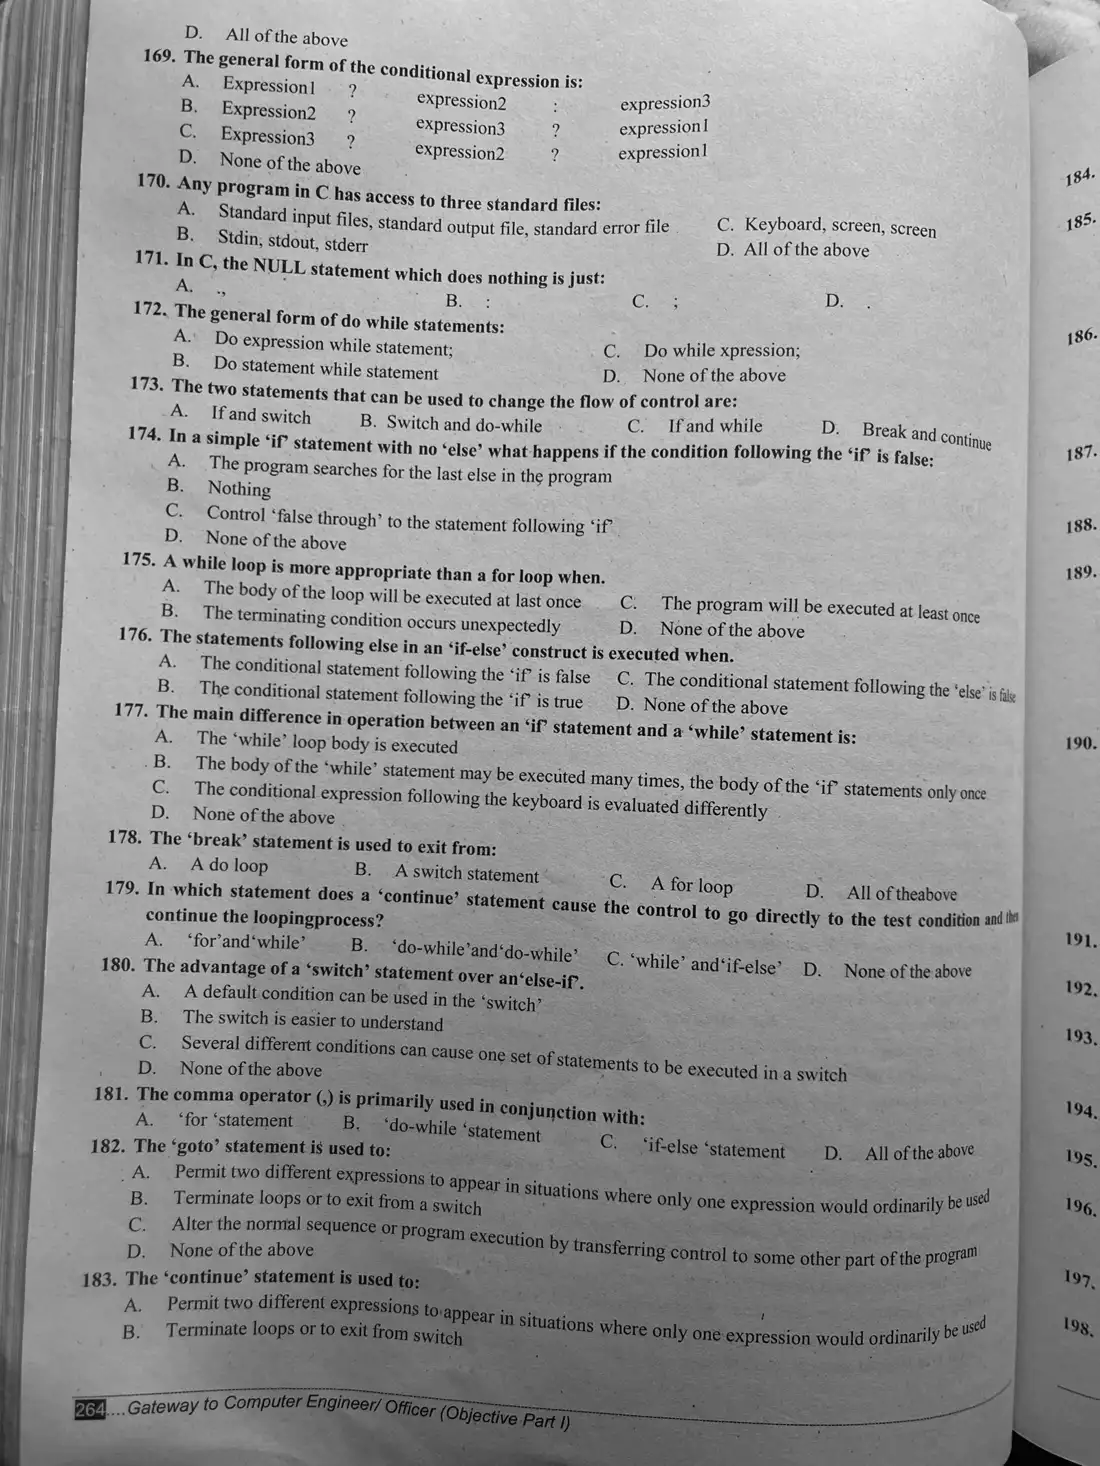 D. All of the above
169. The general form of the conditional expression is:
A. Expression1 ? expression2 : expression3
B. Expression2 ? expression3 ? expression1
C. Expression3 ? expression2 ? expression1
D. None of the above
170. Any program in C has access to three standard files:
A. Standard input files, standard output file, standard error file C. Keyboard, screen, screen
B. Stdin, stdout, stderr D. All of the above
171. In C, the NULL statement which does nothing is just:
A. ., B. : C. ; D. .
172. The general form of do while statements:
A. Do expression while statement; C. Do while xpression;
B. Do statement while statement D. None of the above
173. The two statements that can be used to change the flow of control are:
A. If and switch B. Switch and do-while C. If and while D. Break and continue
174. In a simple ‘if’ statement with no ‘else’ what happens if the condition following the ‘if’ is false:
A. The program searches for the last else in the program
B. Nothing
C. Control ‘false through’ to the statement following ‘if’
D. None of the above
175. A while loop is more appropriate than a for loop when.
A. The body of the loop will be executed at last once C. The program will be executed at least once
B. The terminating condition occurs unexpectedly D. None of the above
176. The statements following else in an ‘if-else’ construct is executed when.
A. The conditional statement following the ‘if’ is false C. The conditional statement following the ‘else’ is false
B. The conditional statement following the ‘if’ is true D. None of the above
177. The main difference in operation between an ‘if’ statement and a ‘while’ statement is:
A. The ‘while’ loop body is executed
B. The body of the ‘while’ statement may be executed many times, the body of the ‘if’ statements only once
C. The conditional expression following the keyboard is evaluated differently
D. None of the above
178. The ‘break’ statement is used to exit from:
A. A do loop B. A switch statement C. A for loop D. All of theabove
179. In which statement does a ‘continue’ statement cause the control to go directly to the test condition and then
continue the loopingprocess?
A. ‘for’and‘while’ B. ‘do-while’and‘do-while’ C. ‘while’ and‘if-else’ D. None of the above
180. The advantage of a ‘switch’ statement over an‘else-if’.
A. A default condition can be used in the ‘switch’
B. The switch is easier to understand
C. Several different conditions can cause one set of statements to be executed in a switch
D. None of the above
181. The comma operator (,) is primarily used in conjunction with:
A. ‘for ‘statement B. ‘do-while ‘statement C. ‘if-else ‘statement D. All of the above
182. The ‘goto’ statement is used to:
A. Permit two different expressions to appear in situations where only one expression would ordinarily be used
B. Terminate loops or to exit from a switch
C. Alter the normal sequence or program execution by transferring control to some other part of the program
D. None of the above
183. The ‘continue’ statement is used to:
A. Permit two different expressions to appear in situations where only one expression would ordinarily be used
B. Terminate loops or to exit from switch
264....Gateway to Computer Engineer/ Officer (Objective Part I)
184.
185.
186.
187.
188.
189.
190.
191.
192.
193.
194.
195.
196.
197.
198.